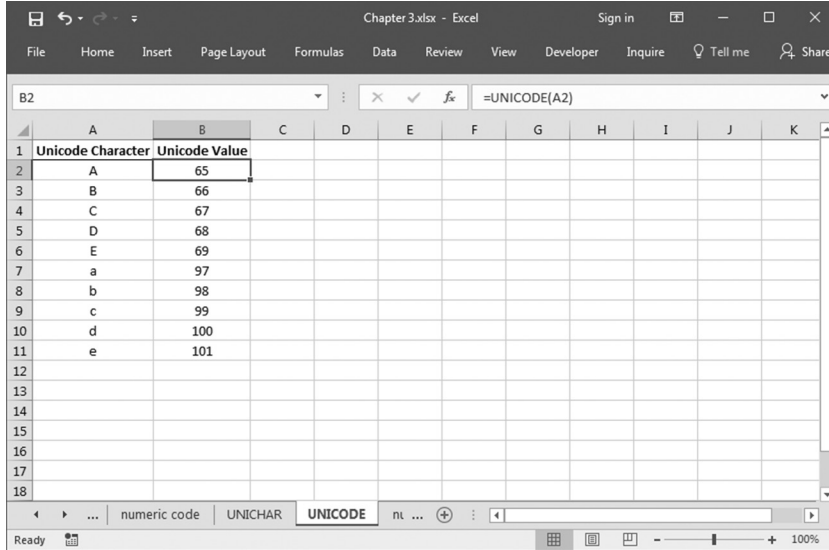 Chapter 3.xlsx - Excel Sign in
File Home Insert Page Layout Formulas Data Review View Developer Inquire Tell me Share
B2 fx =UNICODE(A2)
A B C D E F G H I J K
1 Unicode Character Unicode Value
2 A 65
3 B 66
4 C 67
5 D 68
6 E 69
7 a 97
8 b 98
9 c 99
10 d 100
11 e 101
12
13
14
15
16
17
18
... numeric code UNICHAR UNICODE nu ...
Ready 100%